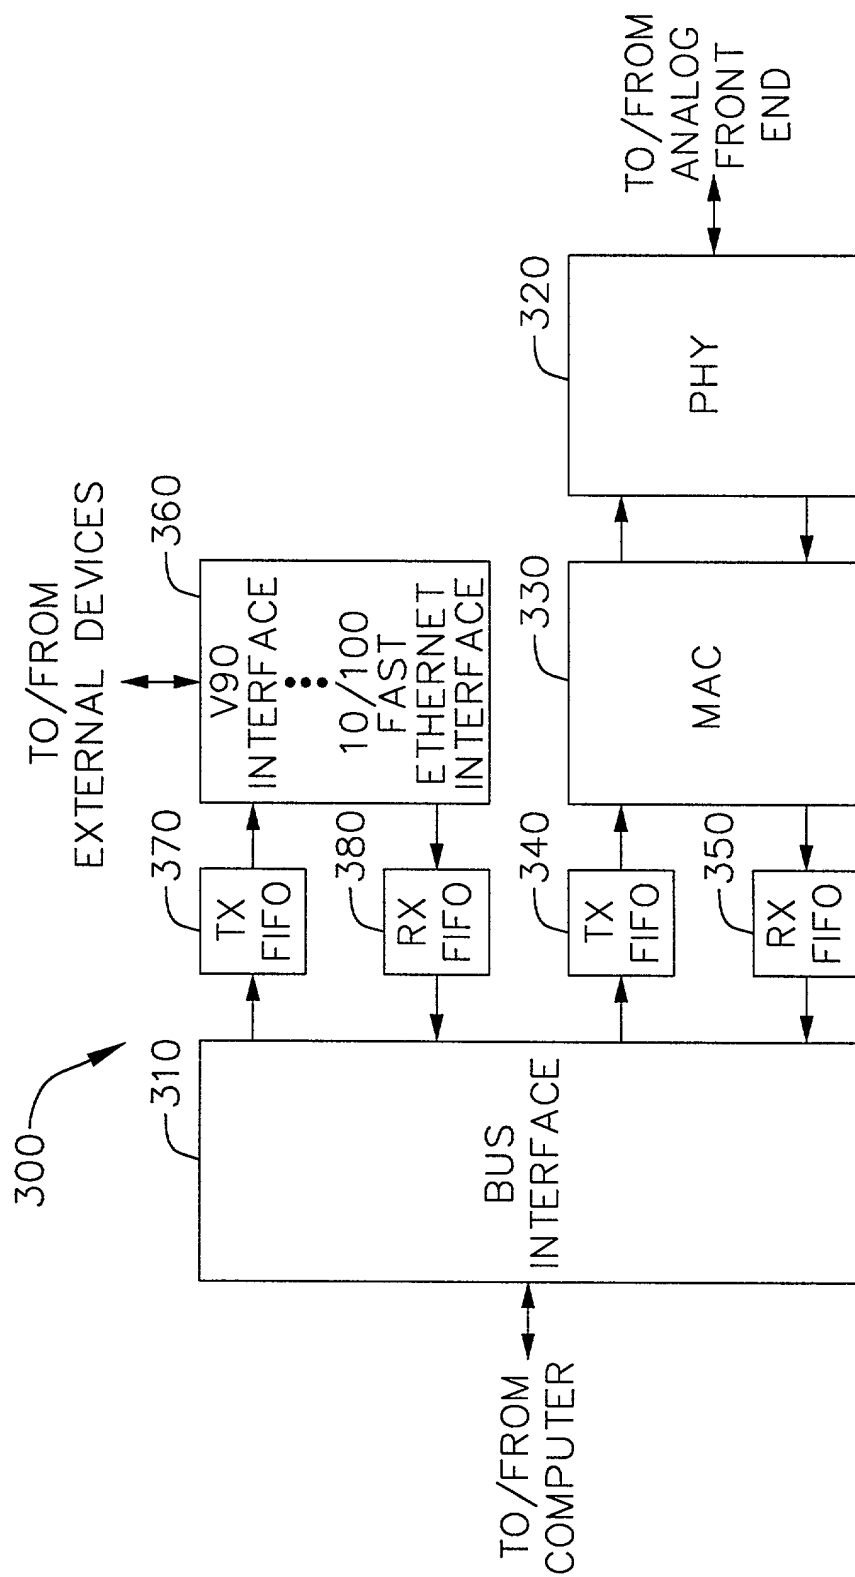 300
310
TO/FROM
COMPUTER
BUS
INTERFACE
370
TX
FIFO
380
RX
FIFO
340
TX
FIFO
350
RX
FIFO
TO/FROM
EXTERNAL DEVICES
360
V90
INTERFACE
10/100
FAST
ETHERNET
INTERFACE
330
MAC
320
PHY
TO/FROM
ANALOG
FRONT
END